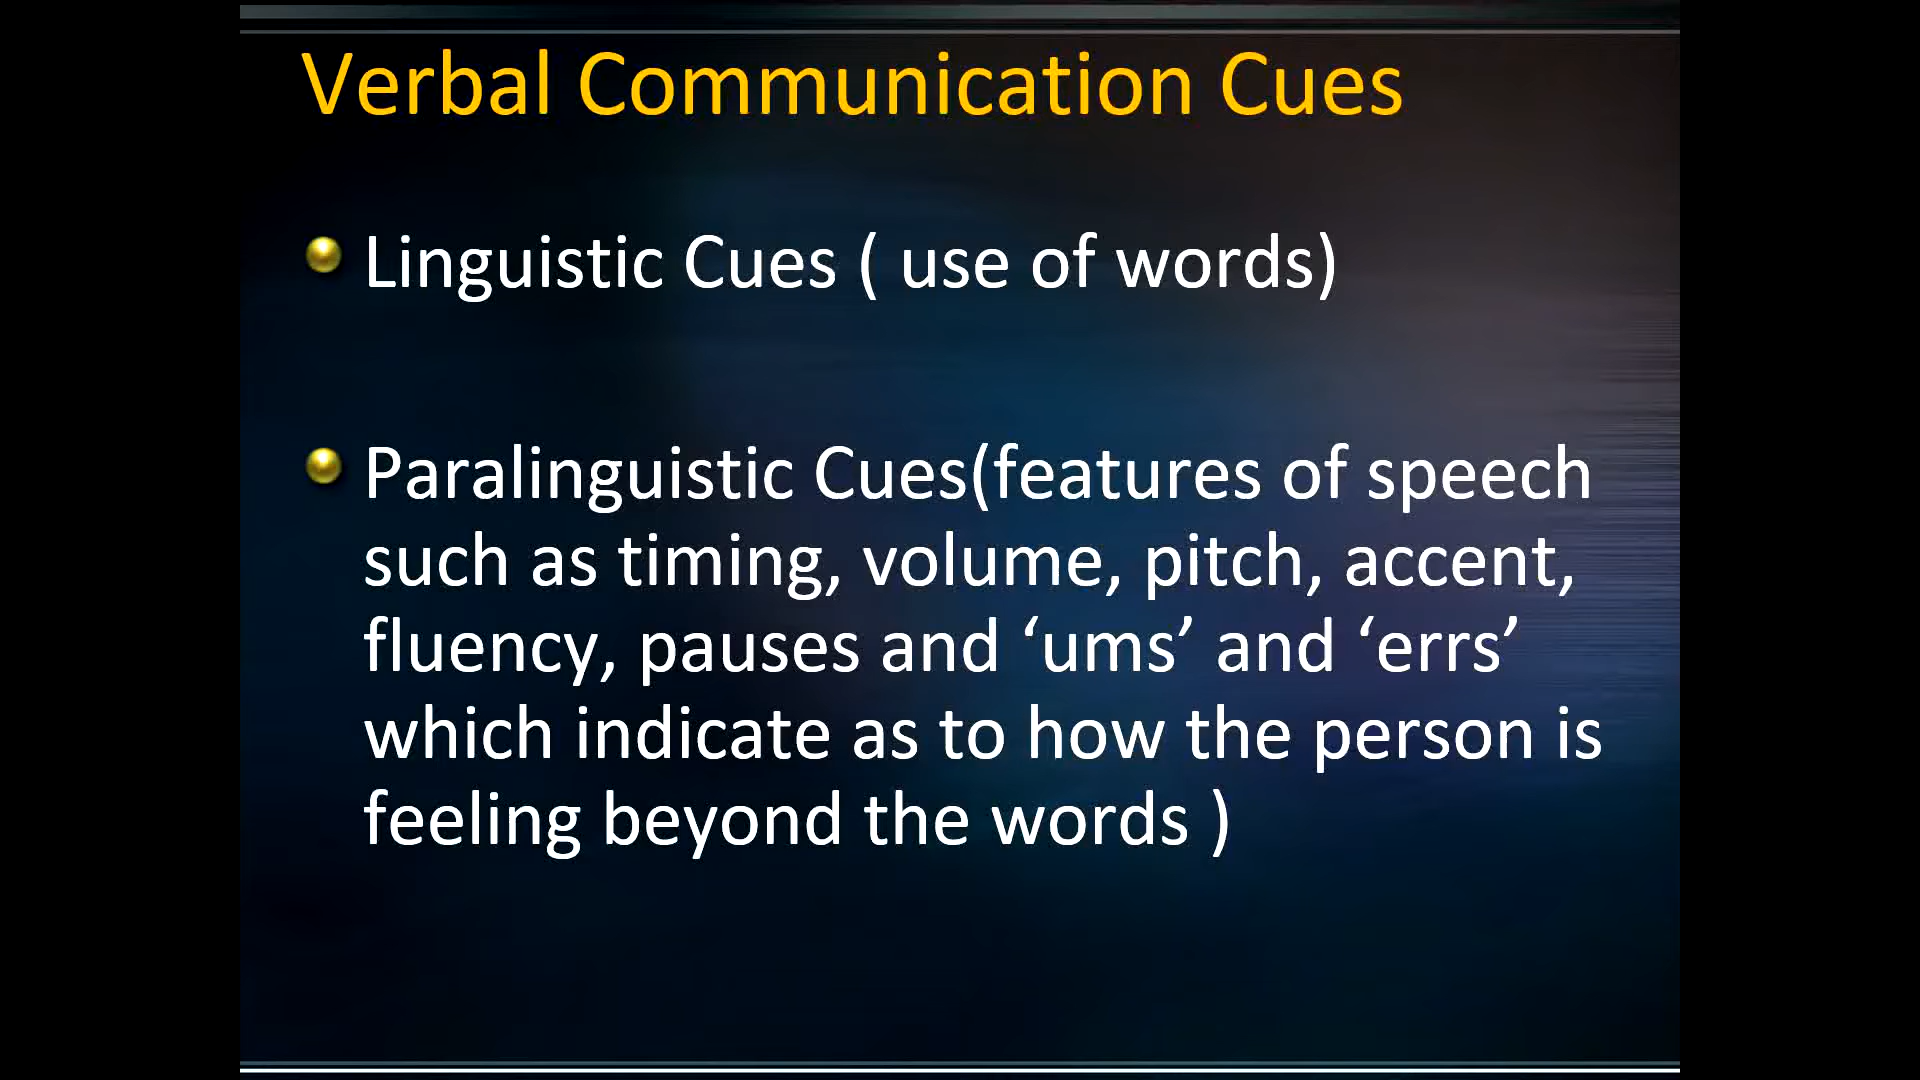 Verbal Communication Cues
Linguistic Cues ( use of words)
Paralinguistic Cues(features of speech
such as timing, volume, pitch, accent,
fluency, pauses and ‘ums’ and ‘errs’
which indicate as to how the person is
feeling beyond the words )